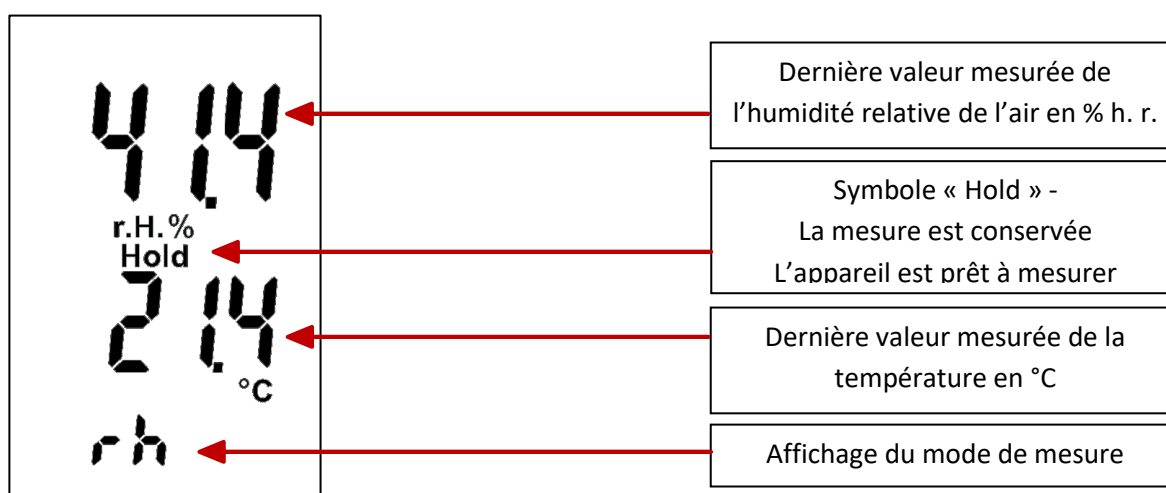 41.4
r.H.%
Hold
21.4
°C
rh
Dernière valeur mesurée de
l’humidité relative de l’air en % h. r.
Symbole « Hold » -
La mesure est conservée
L’appareil est prêt à mesurer
Dernière valeur mesurée de la
température en °C
Affichage du mode de mesure